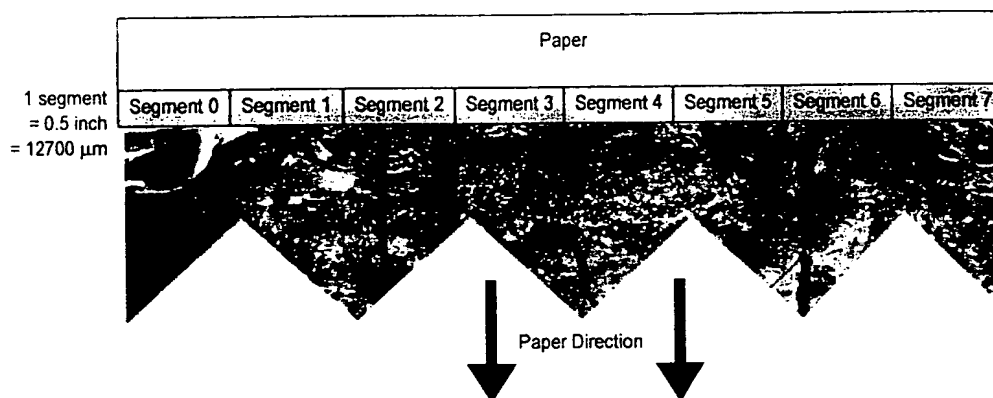 Paper
1 segment
= 0.5 inch
= 12700 µm
Segment 0 Segment 1 Segment 2 Segment 3 Segment 4 Segment 5 Segment 6 Segment 7
Paper Direction